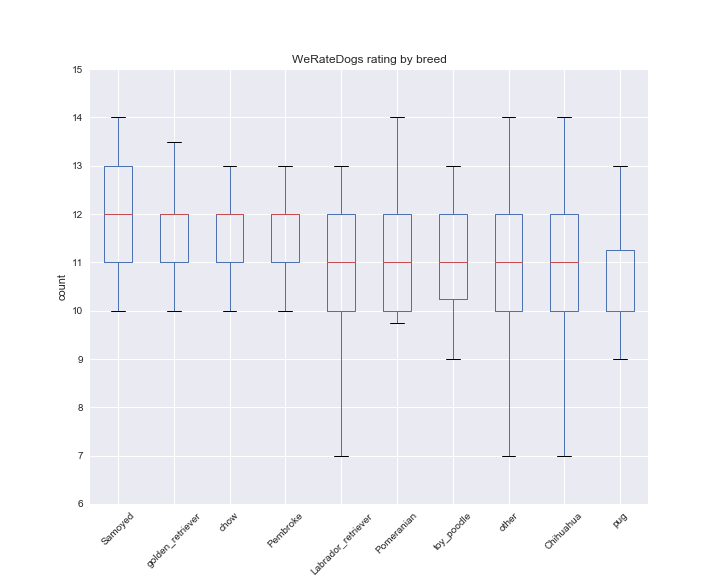 WeRateDogs rating by breed
15
14
13
12
11
10
9
8
7
6
count
Samoyed
golden_retriever
chow
Pembroke
Labrador_retriever
Pomeranian
toy_poodle
other
Chihuahua
pug